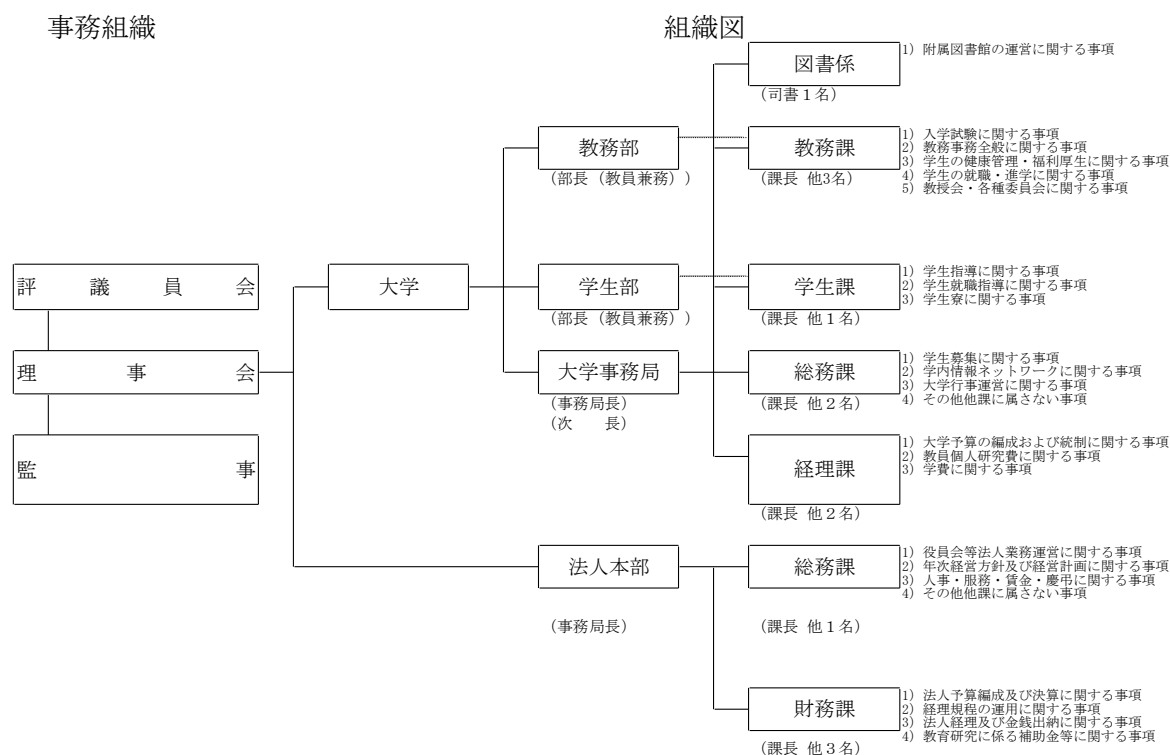 事務組織
組織図
図書係
(司書1名)
1) 附属図書館の運営に関する事項
教務部
(部長(教員兼務))
教務課
(課長 他3名)
1) 入学試験に関する事項
2) 教務事務全般に関する事項
3) 学生の健康管理・福利厚生に関する事項
4) 学生の就職・進学に関する事項
5) 教授会・各種委員会に関する事項
評議員会
大学
学生部
(部長(教員兼務))
学生課
(課長 他1名)
1) 学生指導に関する事項
2) 学生就職指導に関する事項
3) 学生寮に関する事項
理事会
大学事務局
(事務局長)
(次 長)
総務課
(課長 他2名)
1) 学生募集に関する事項
2) 学内情報ネットワークに関する事項
3) 大学行事運営に関する事項
4) その他他課に属さない事項
監事
経理課
(課長 他2名)
1) 大学予算の編成および統制に関する事項
2) 教員個人研究費に関する事項
3) 学費に関する事項
法人本部
(事務局長)
総務課
(課長 他1名)
1) 役員会等法人業務運営に関する事項
2) 年次経営方針及び経営計画に関する事項
3) 人事・服務・賃金・慶弔に関する事項
4) その他他課に属さない事項
財務課
(課長 他3名)
1) 法人予算編成及び決算に関する事項
2) 経理規程の運用に関する事項
3) 法人経理及び金銭出納に関する事項
4) 教育研究に係る補助金等に関する事項